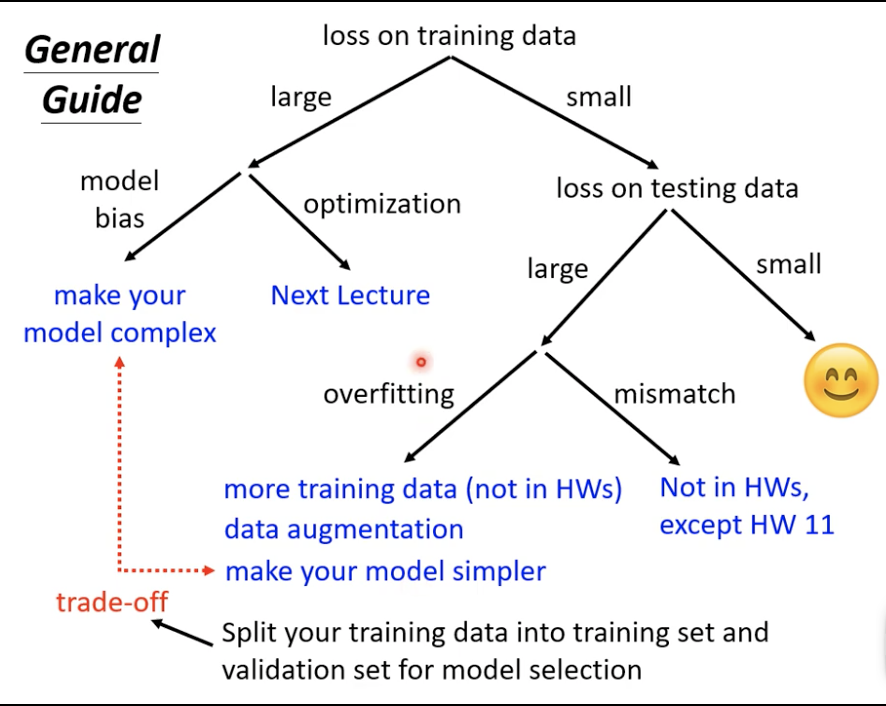 General
Guide
loss on training data
large
small
model
bias
optimization
loss on testing data
make your
model complex
Next Lecture
large
small
overfitting
mismatch
more training data (not in HWs)
data augmentation
make your model simpler
Not in HWs,
except HW 11
trade-off
Split your training data into training set and
validation set for model selection